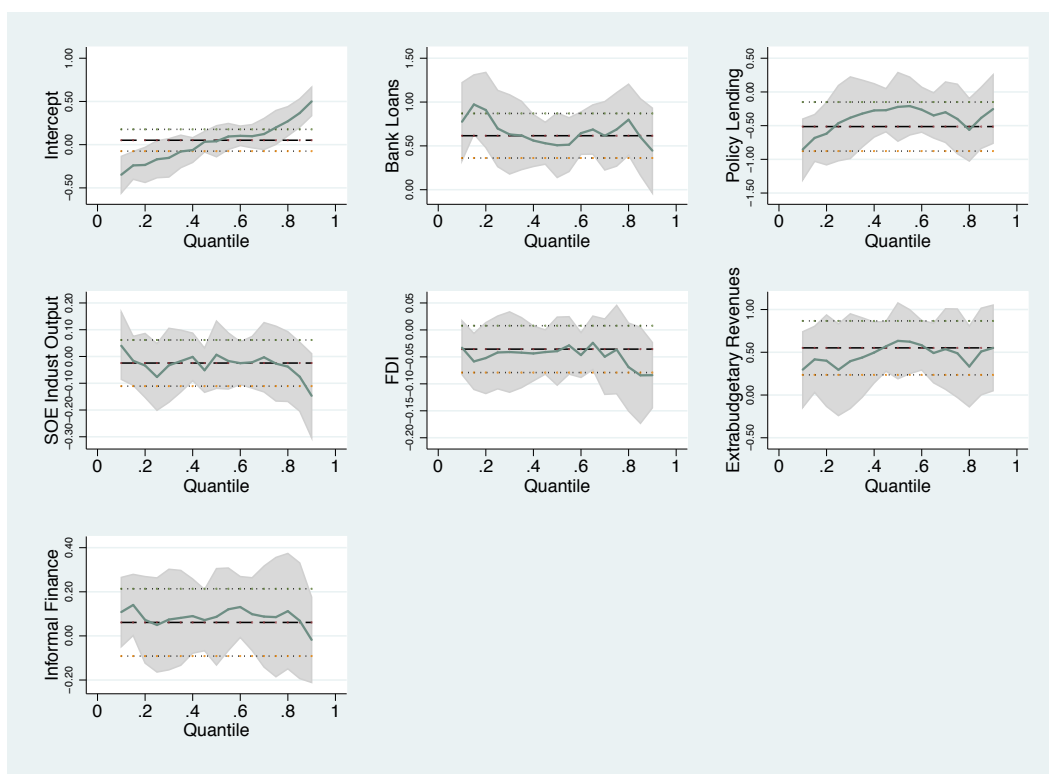 Intercept
1.00
0.50
0.00
−0.50
0 .2 .4 .6 .8 1
Quantile
Bank Loans
1.50
1.00
0.50
0.00
0 .2 .4 .6 .8 1
Quantile
Policy Lending
0.50
0.00
−0.50
−1.00
−1.50
0 .2 .4 .6 .8 1
Quantile
SOE Indust Output
0.20
0.10
0.00
−0.10
−0.20
−0.30
0 .2 .4 .6 .8 1
Quantile
FDI
0.05
0.00
−0.05
−0.10
−0.15
−0.20
0 .2 .4 .6 .8 1
Quantile
Extrabudgetary Revenues
1.00
0.50
0.00
−0.50
0 .2 .4 .6 .8 1
Quantile
Informal Finance
0.40
0.20
0.00
−0.20
0 .2 .4 .6 .8 1
Quantile